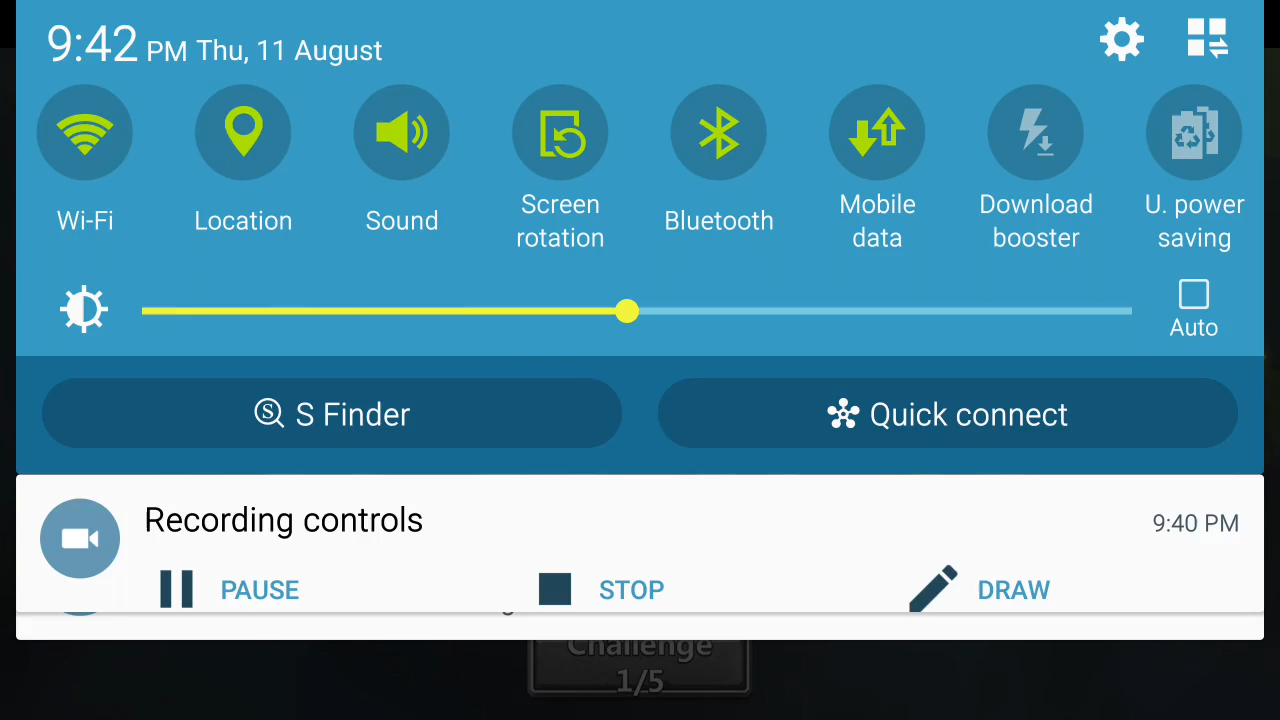 9:42 PM Thu, 11 August
Wi-Fi
Location
Sound
Screen
rotation
Bluetooth
Mobile
data
Download
booster
U. power
saving
Auto
S Finder
Quick connect
Recording controls
9:40 PM
PAUSE
STOP
DRAW
Challenge
1/5